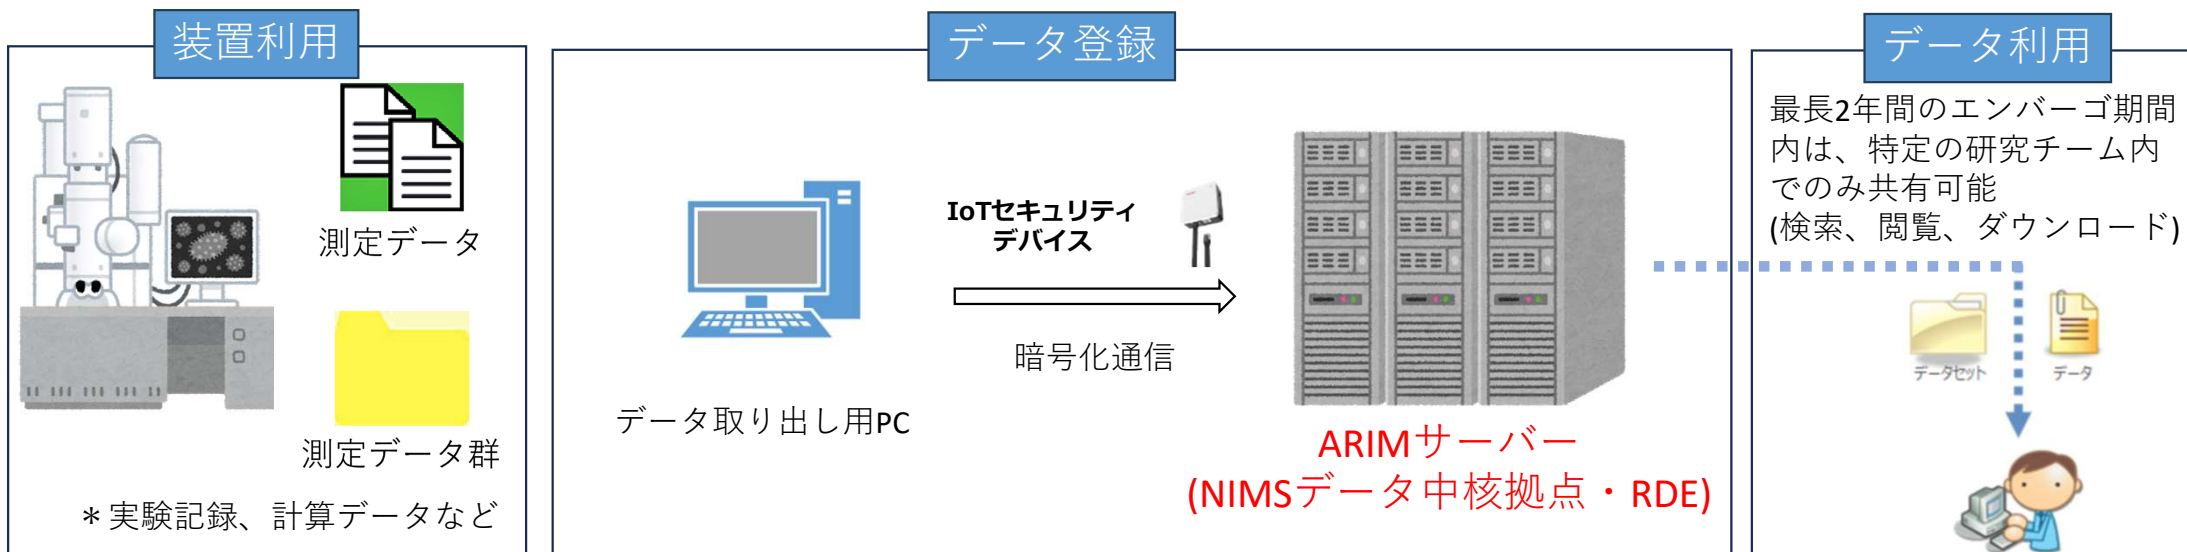 装置利用
測定データ
測定データ群
＊実験記録、計算データなど
データ登録
データ取り出し用PC
IoTセキュリティ
デバイス
暗号化通信
ARIMサーバー
(NIMSデータ中核拠点・RDE)
データ利用
最長2年間のエンバーゴ期間
内は、特定の研究チーム内
でのみ共有可能
(検索、閲覧、ダウンロード)
データセット
データ